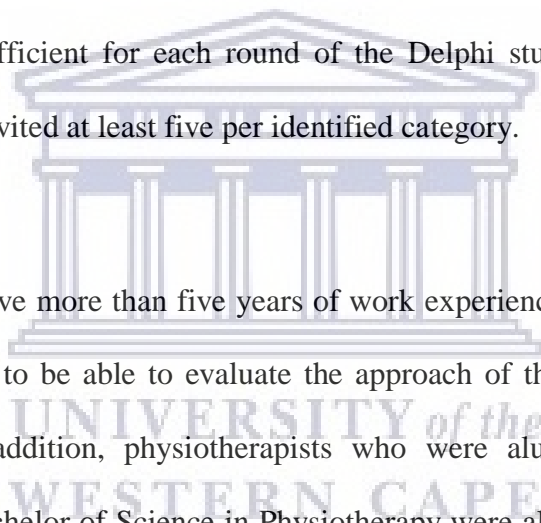 fficient for each round of the Delphi stu
vited at least five per identified category.
ve more than five years of work experienc
to be able to evaluate the approach of th
UNIVERSITY of the
addition, physiotherapists who were alu
WESTERN CAPE
chelor of Science in Physiotherapy were al